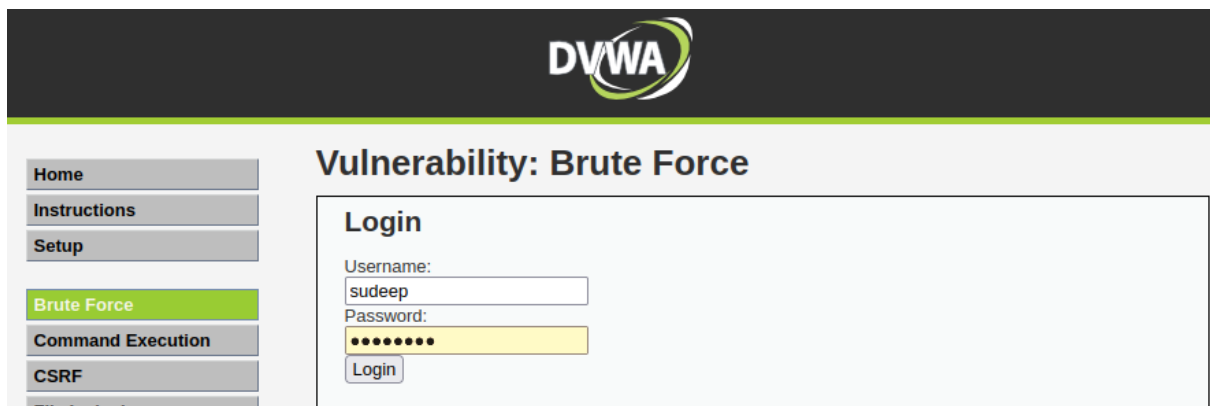 DVWA
Home
Instructions
Setup
Brute Force
Command Execution
CSRF
Vulnerability: Brute Force
Login
Username:
sudeep
Password:
••••••••
Login